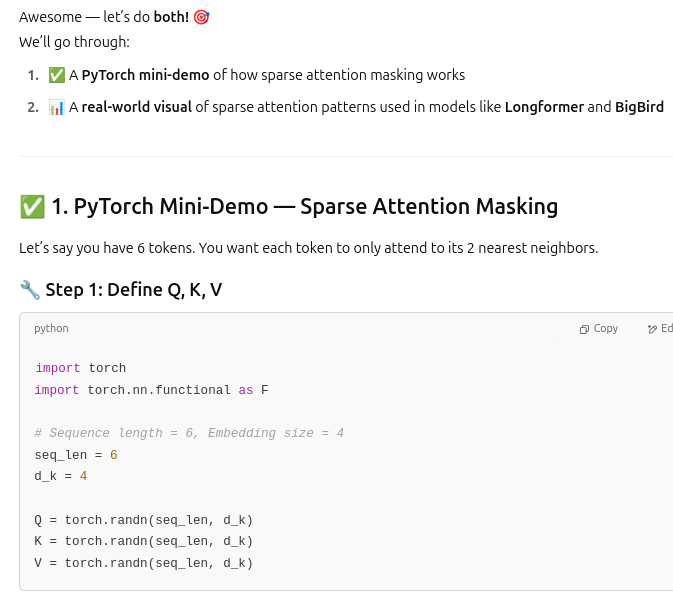 Awesome — let's do both! 🎯
We'll go through:
1. ✅ A PyTorch mini-demo of how sparse attention masking works
2. 📊 A real-world visual of sparse attention patterns used in models like Longformer and BigBird
✅ 1. PyTorch Mini-Demo — Sparse Attention Masking
Let's say you have 6 tokens. You want each token to only attend to its 2 nearest neighbors.
🔧 Step 1: Define Q, K, V
python Copy Ed
import torch
import torch.nn.functional as F
# Sequence length = 6, Embedding size = 4
seq_len = 6
d_k = 4
Q = torch.randn(seq_len, d_k)
K = torch.randn(seq_len, d_k)
V = torch.randn(seq_len, d_k)